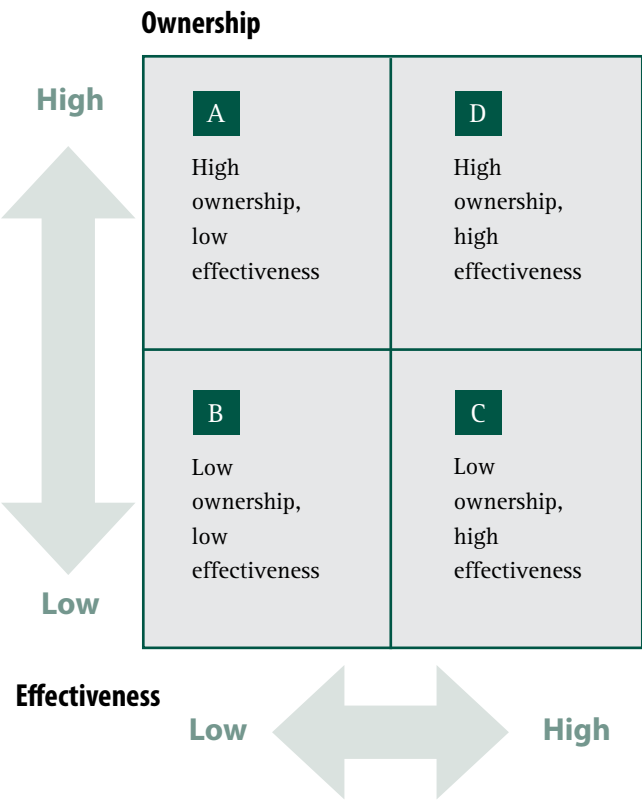 Ownership
High
A
High
ownership,
low
effectiveness
D
High
ownership,
high
effectiveness
B
Low
ownership,
low
effectiveness
C
Low
ownership,
high
effectiveness
Low
Effectiveness
Low
High